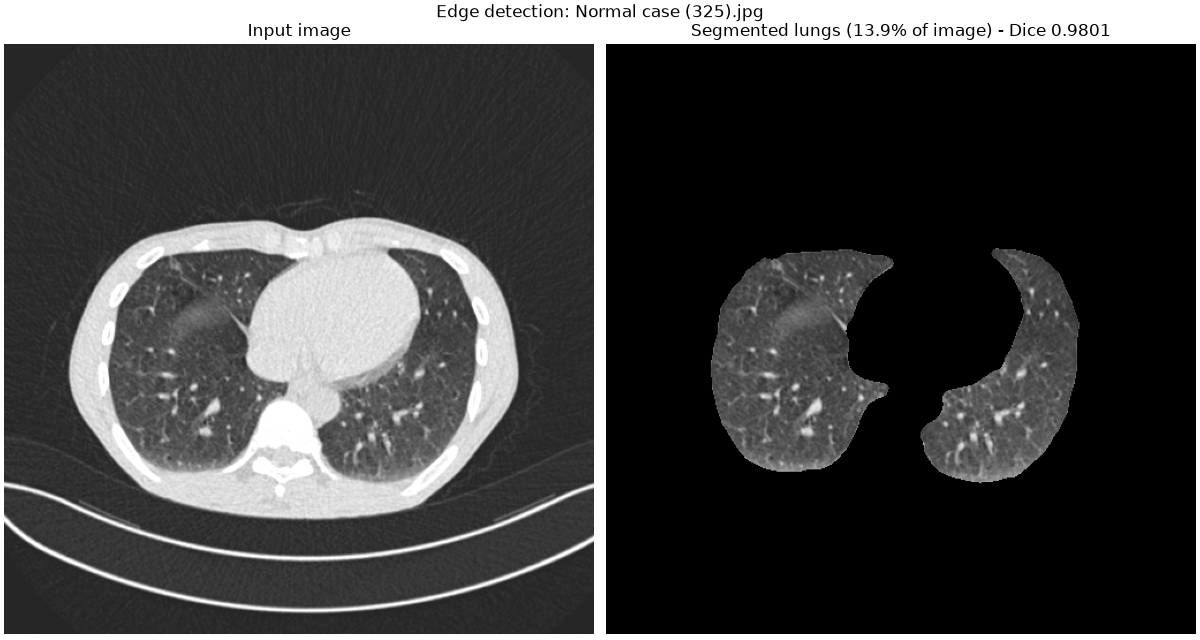 Edge detection: Normal case (325).jpg
Input image
Segmented lungs (13.9% of image) - Dice 0.9801